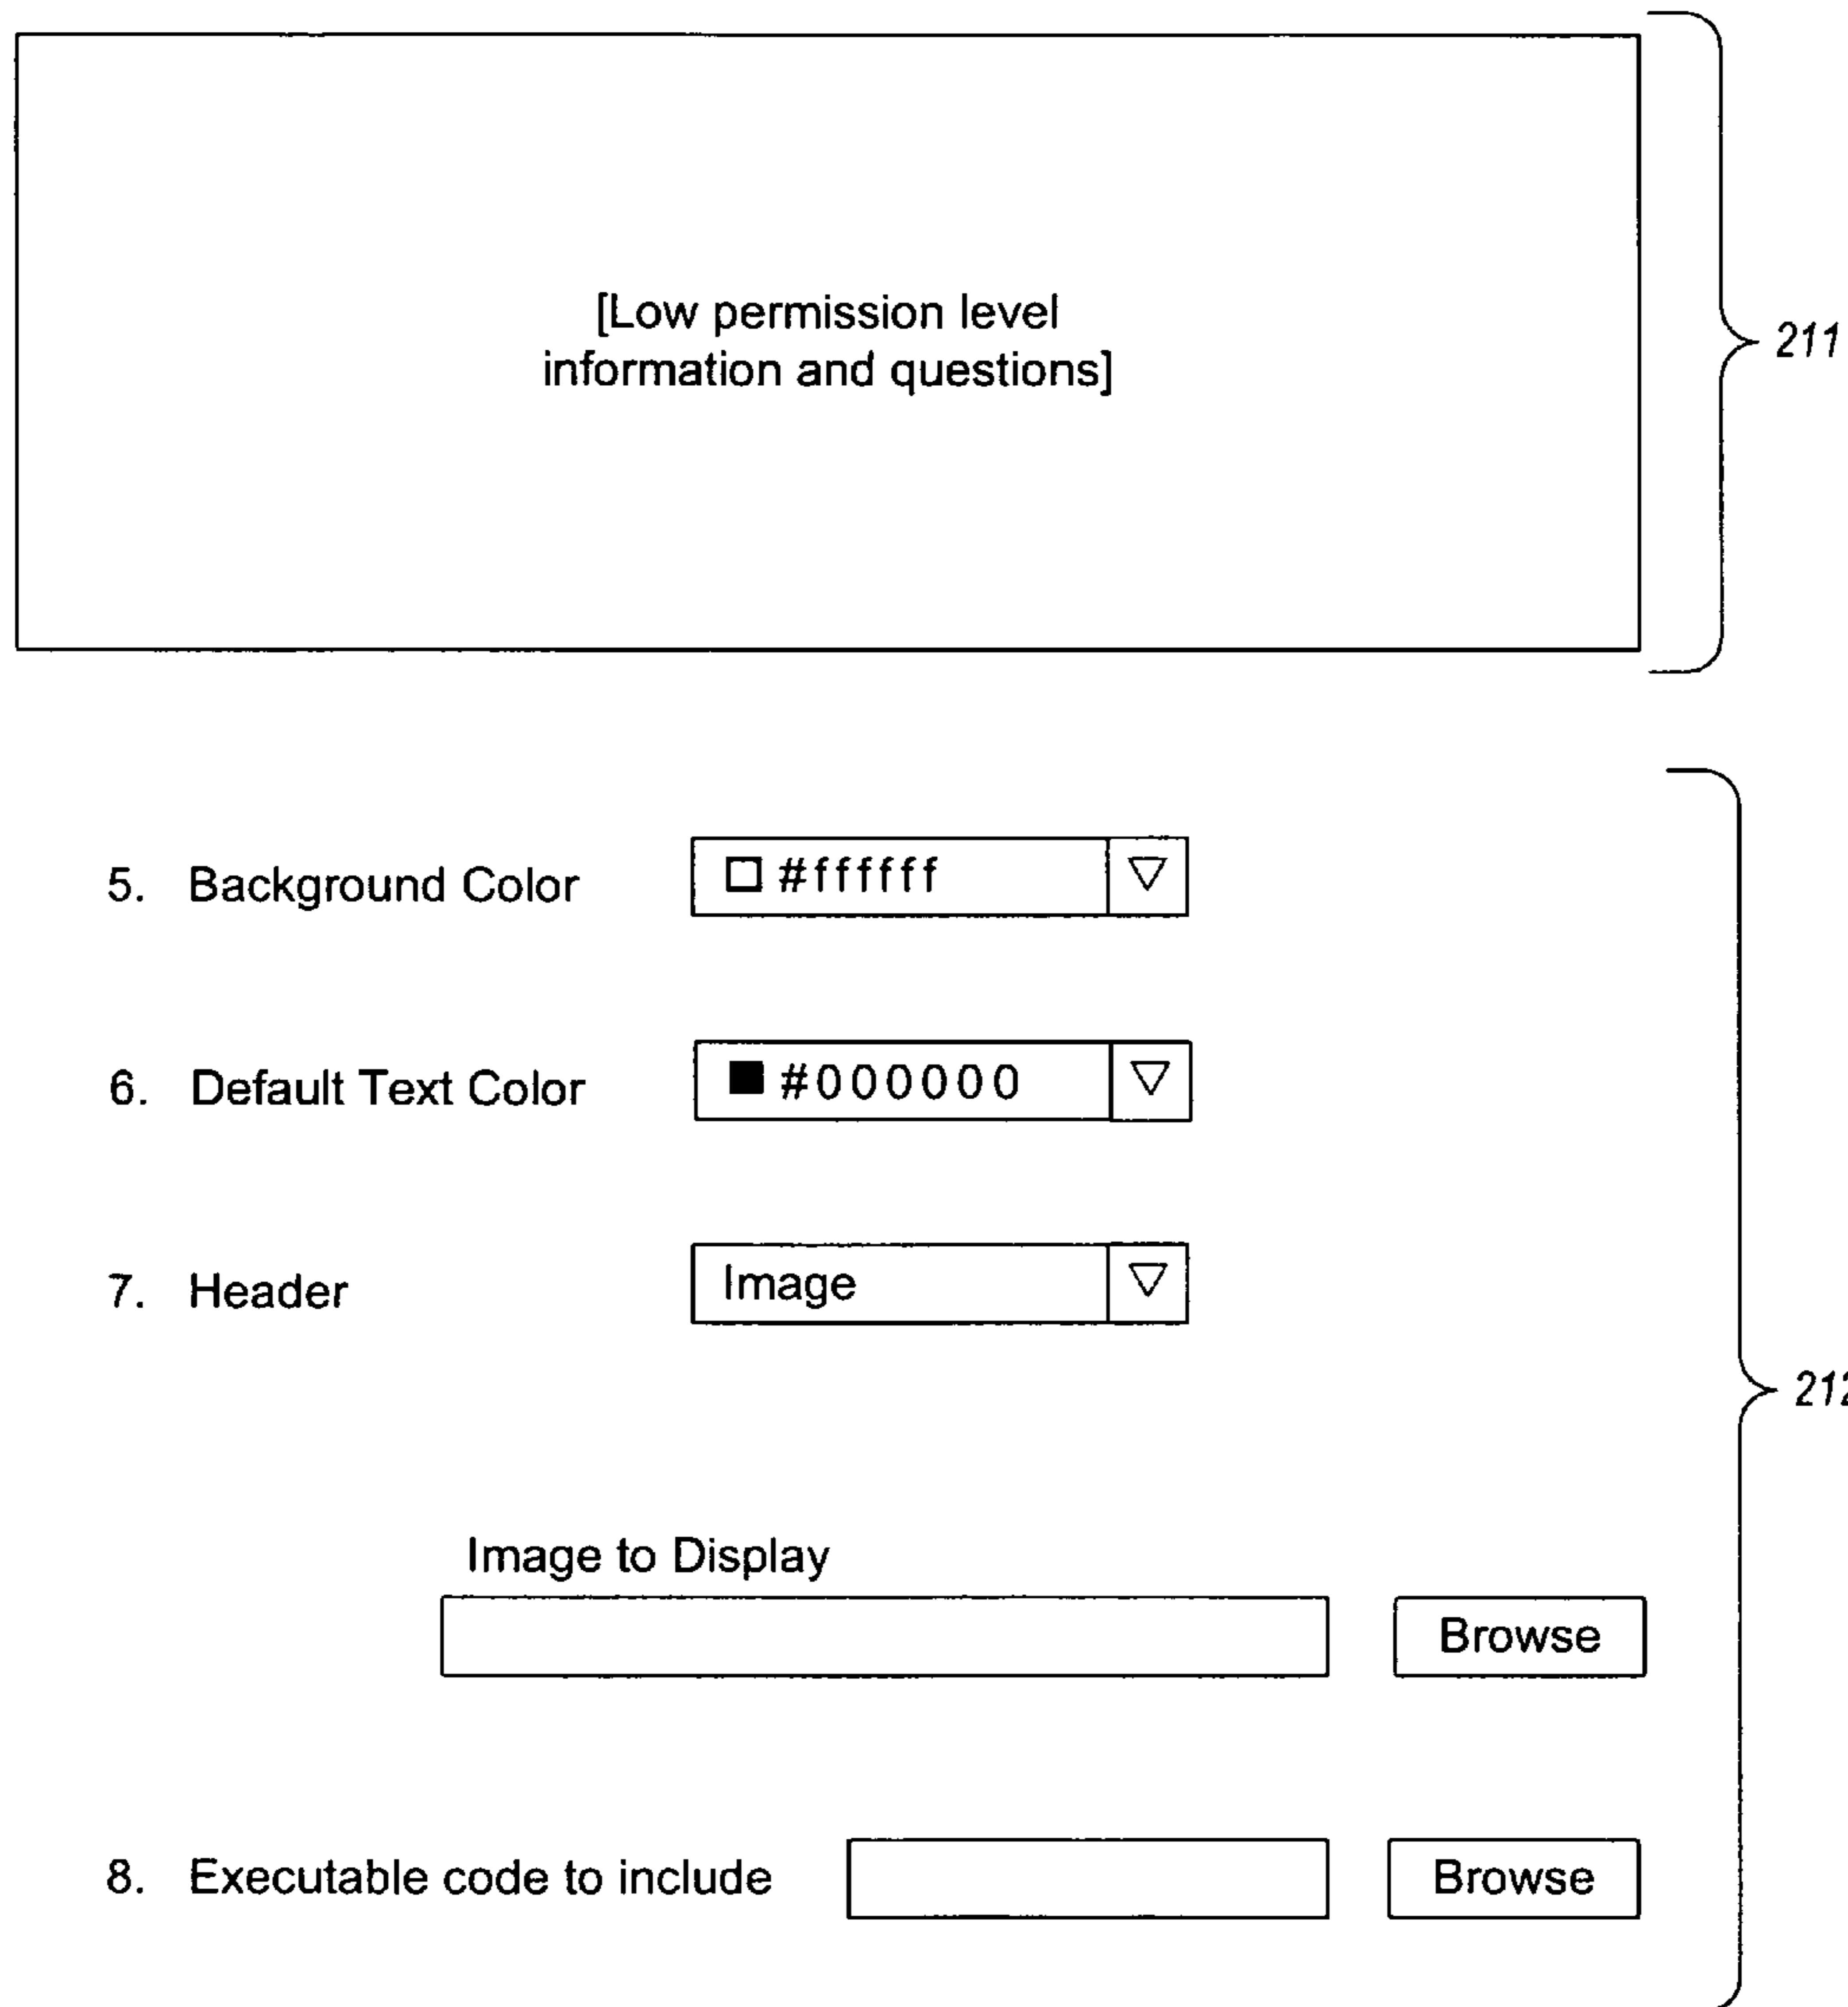 [Low permission level
information and questions]
211
5. Background Color #ffffff
6. Default Text Color #000000
7. Header Image
212
Image to Display
Browse
8. Executable code to include Browse